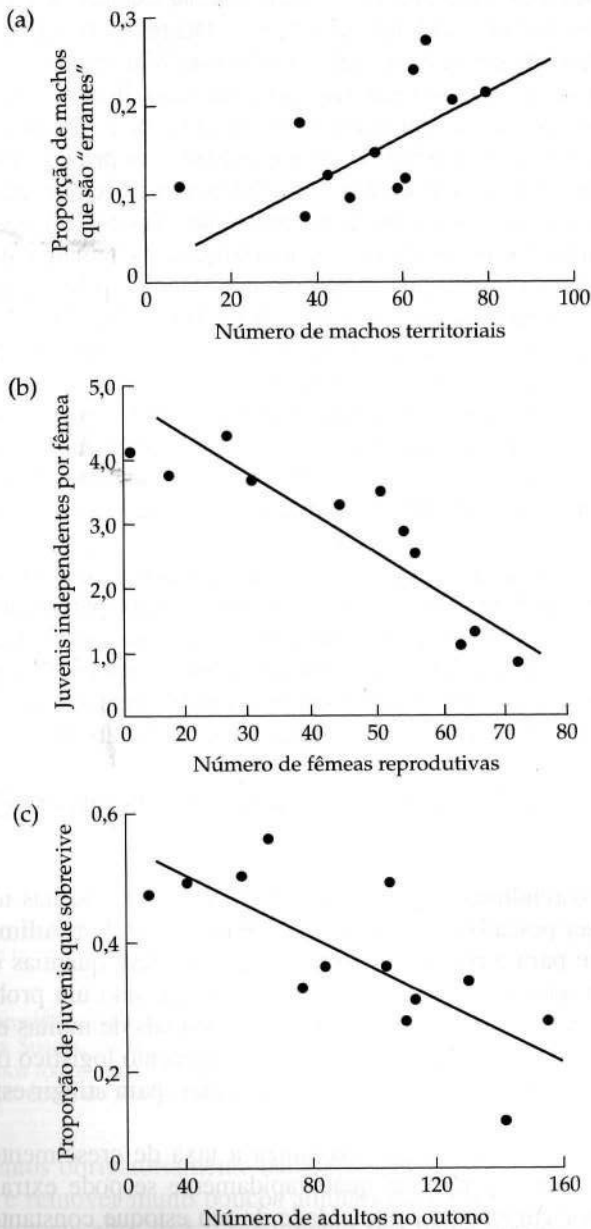 (a)
Proporção de machos
que são "errantes"
0,3
0,2
0,1
0
0 20 40 60 80 100
Número de machos territoriais
(b)
Juvenis independentes por fêmea
5,0
4,0
3,0
2,0
1,0
0
0 20 30 40 50 60 70 80
Número de fêmeas reprodutivas
(c)
Proporção de juvenis que sobrevive
0,6
0,4
0,2
0
0 40 80 120 160
Número de adultos no outono